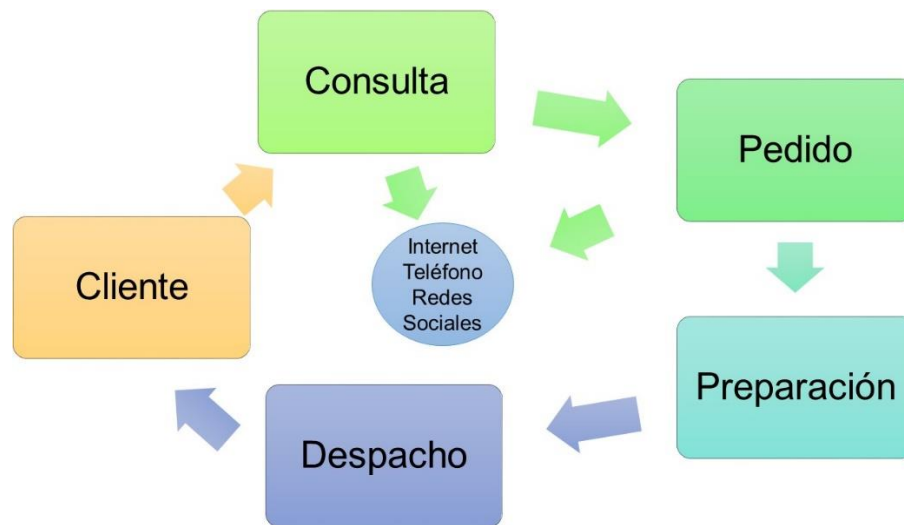 Consulta
Pedido
Internet
Teléfono
Redes
Sociales
Cliente
Preparación
Despacho